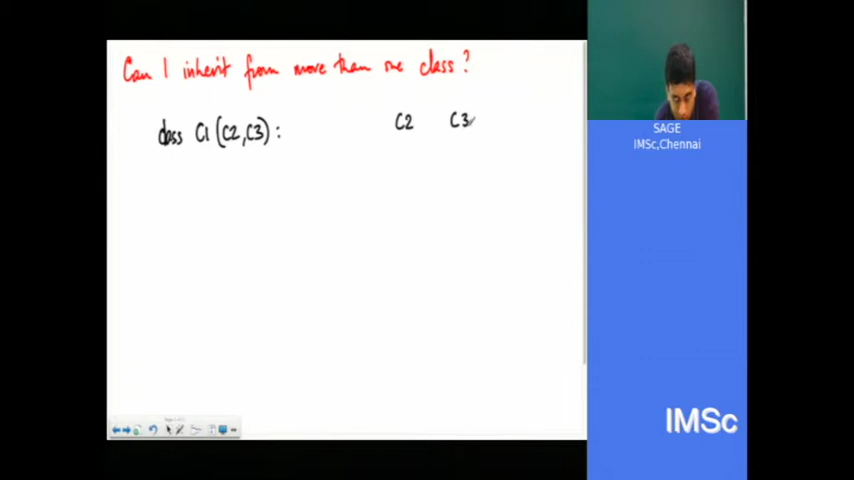 Can I inherit from more than one class?
class C1 (C2,C3): C2 C3
SAGE
IMSc,Chennai
IMSc